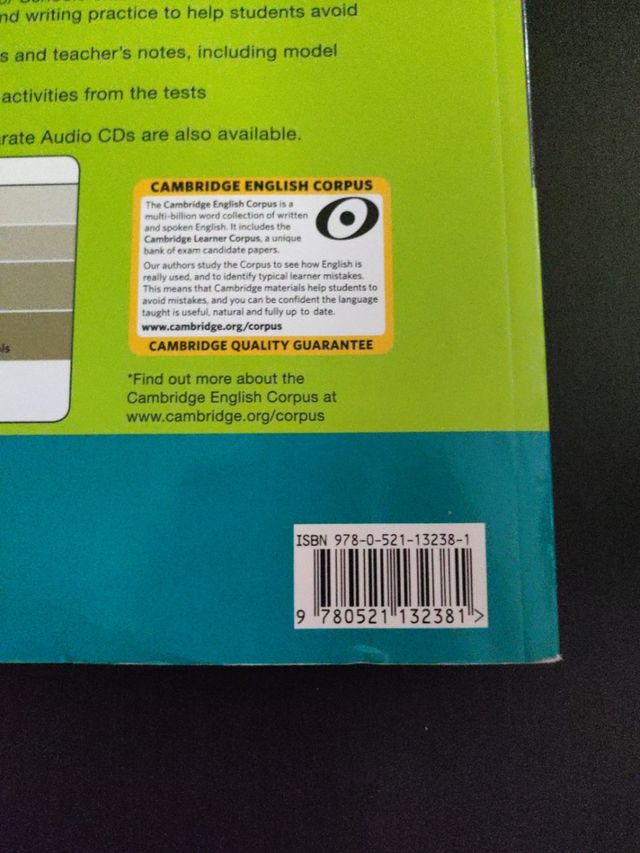 nd writing practice to help students avoid
s and teacher's notes, including model
activities from the tests
rate Audio CDs are also available.
CAMBRIDGE ENGLISH CORPUS
The Cambridge English Corpus is a
multi-billion word collection of written
and spoken English. It includes the
Cambridge Learner Corpus, a unique
bank of exam candidate papers.
Our authors study the Corpus to see how English is
really used, and to identify typical learner mistakes.
This means that Cambridge materials help students to
avoid mistakes, and you can be confident the language
taught is useful, natural and fully up to date.
www.cambridge.org/corpus
CAMBRIDGE QUALITY GUARANTEE
ls
*Find out more about the
Cambridge English Corpus at
www.cambridge.org/corpus
ISBN 978-0-521-13238-1
9 780521 132381 >